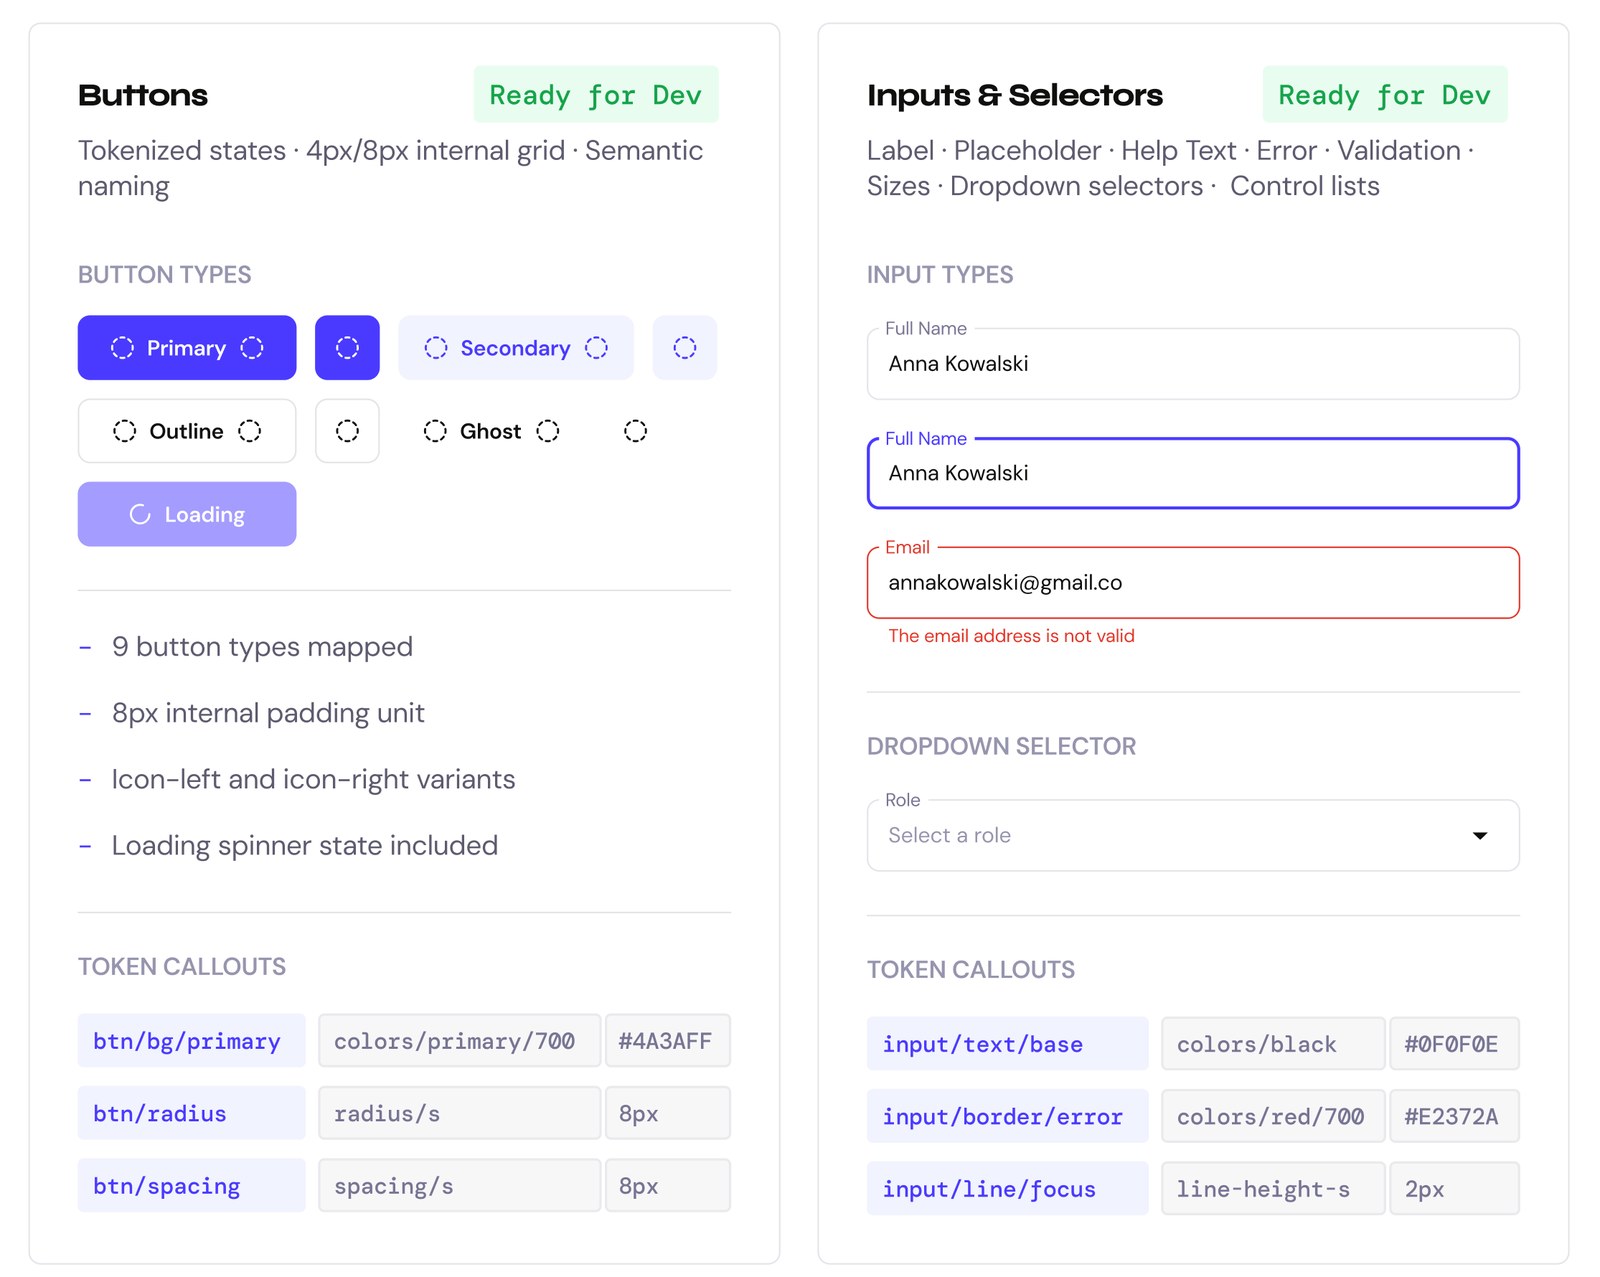 Buttons
Ready for Dev
Tokenized states · 4px/8px internal grid · Semantic
naming
BUTTON TYPES
Primary
Secondary
Outline
Ghost
Loading
– 9 button types mapped
– 8px internal padding unit
– Icon-left and icon-right variants
– Loading spinner state included
TOKEN CALLOUTS
btn/bg/primary colors/primary/700 #4A3AFF
btn/radius radius/s 8px
btn/spacing spacing/s 8px
Inputs & Selectors
Ready for Dev
Label · Placeholder · Help Text · Error · Validation ·
Sizes · Dropdown selectors · Control lists
INPUT TYPES
Full Name
Anna Kowalski
Full Name
Anna Kowalski
Email
annakowalski@gmail.co
The email address is not valid
DROPDOWN SELECTOR
Role
Select a role
TOKEN CALLOUTS
input/text/base colors/black #0F0F0E
input/border/error colors/red/700 #E2372A
input/line/focus line-height-s 2px